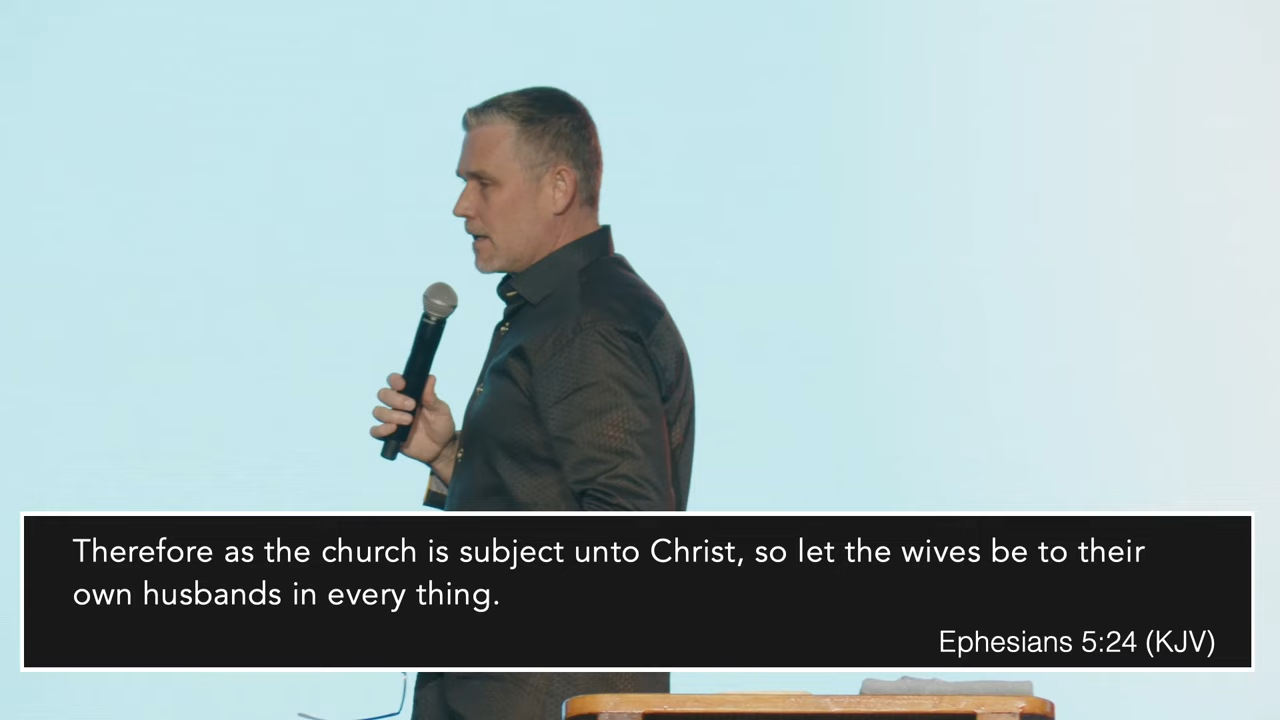 Therefore as the church is subject unto Christ, so let the wives be to their
own husbands in every thing.
Ephesians 5:24 (KJV)